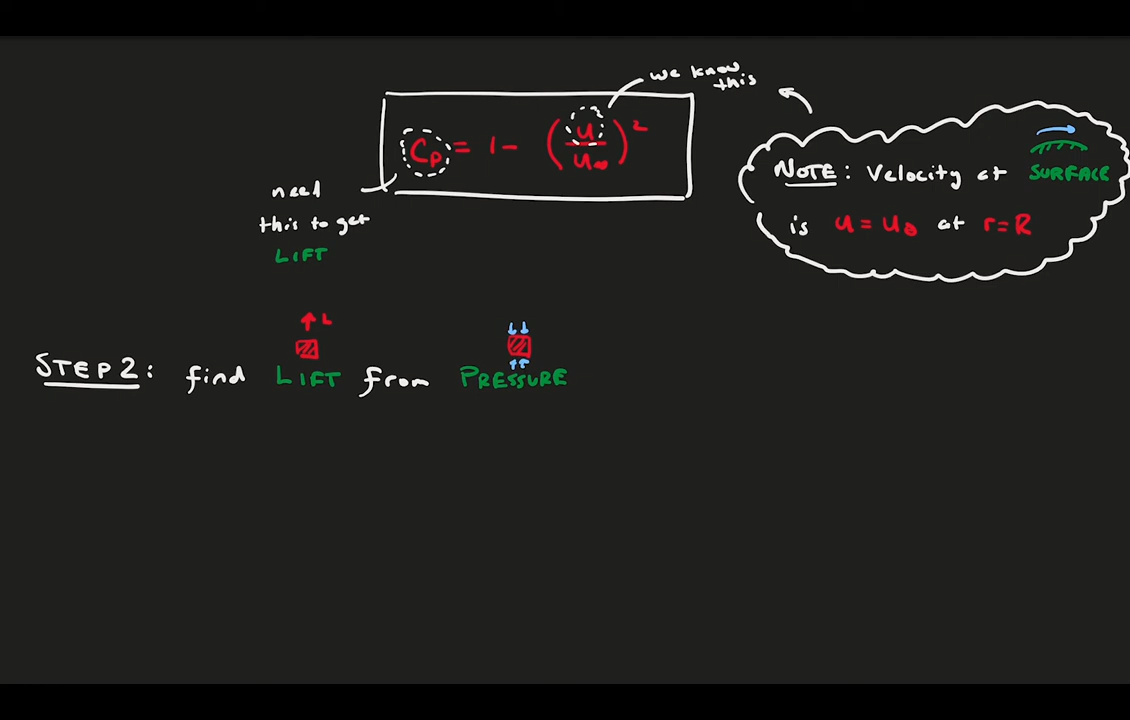 we know
this
Cp = 1 - (u/u∞)²
need
this to get
LIFT
NOTE: Velocity at SURFACE
is u = uθ at r=R
L
STEP 2: find LIFT from PRESSURE